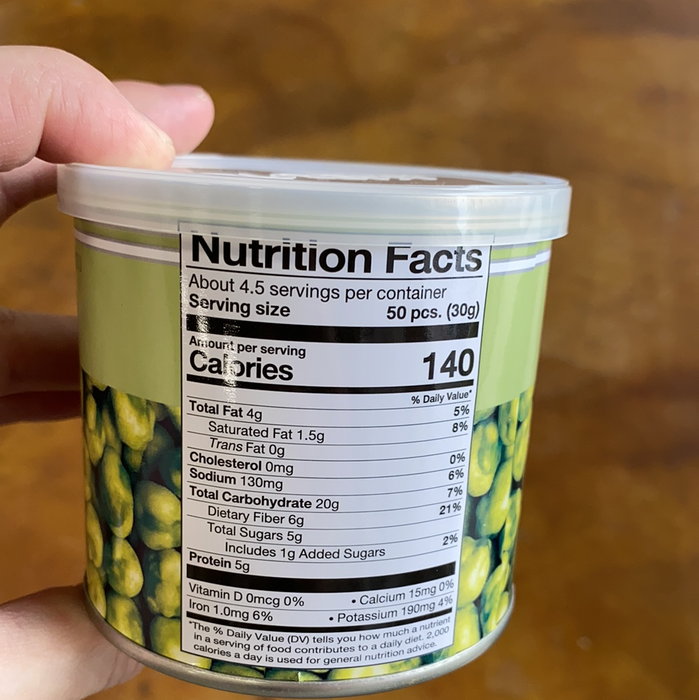 Nutrition Facts
About 4.5 servings per container
Serving size 50 pcs. (30g)
Amount per serving
Calories 140
% Daily Value*
Total Fat 4g 5%
Saturated Fat 1.5g 8%
Trans Fat 0g
Cholesterol 0mg 0%
Sodium 130mg 6%
Total Carbohydrate 20g 7%
Dietary Fiber 6g 21%
Total Sugars 5g
Includes 1g Added Sugars 2%
Protein 5g
Vitamin D 0mcg 0% • Calcium 15mg 0%
Iron 1.0mg 6% • Potassium 190mg 4%
*The % Daily Value (DV) tells you how much a nutrient
in a serving of food contributes to a daily diet. 2,000
calories a day is used for general nutrition advice.